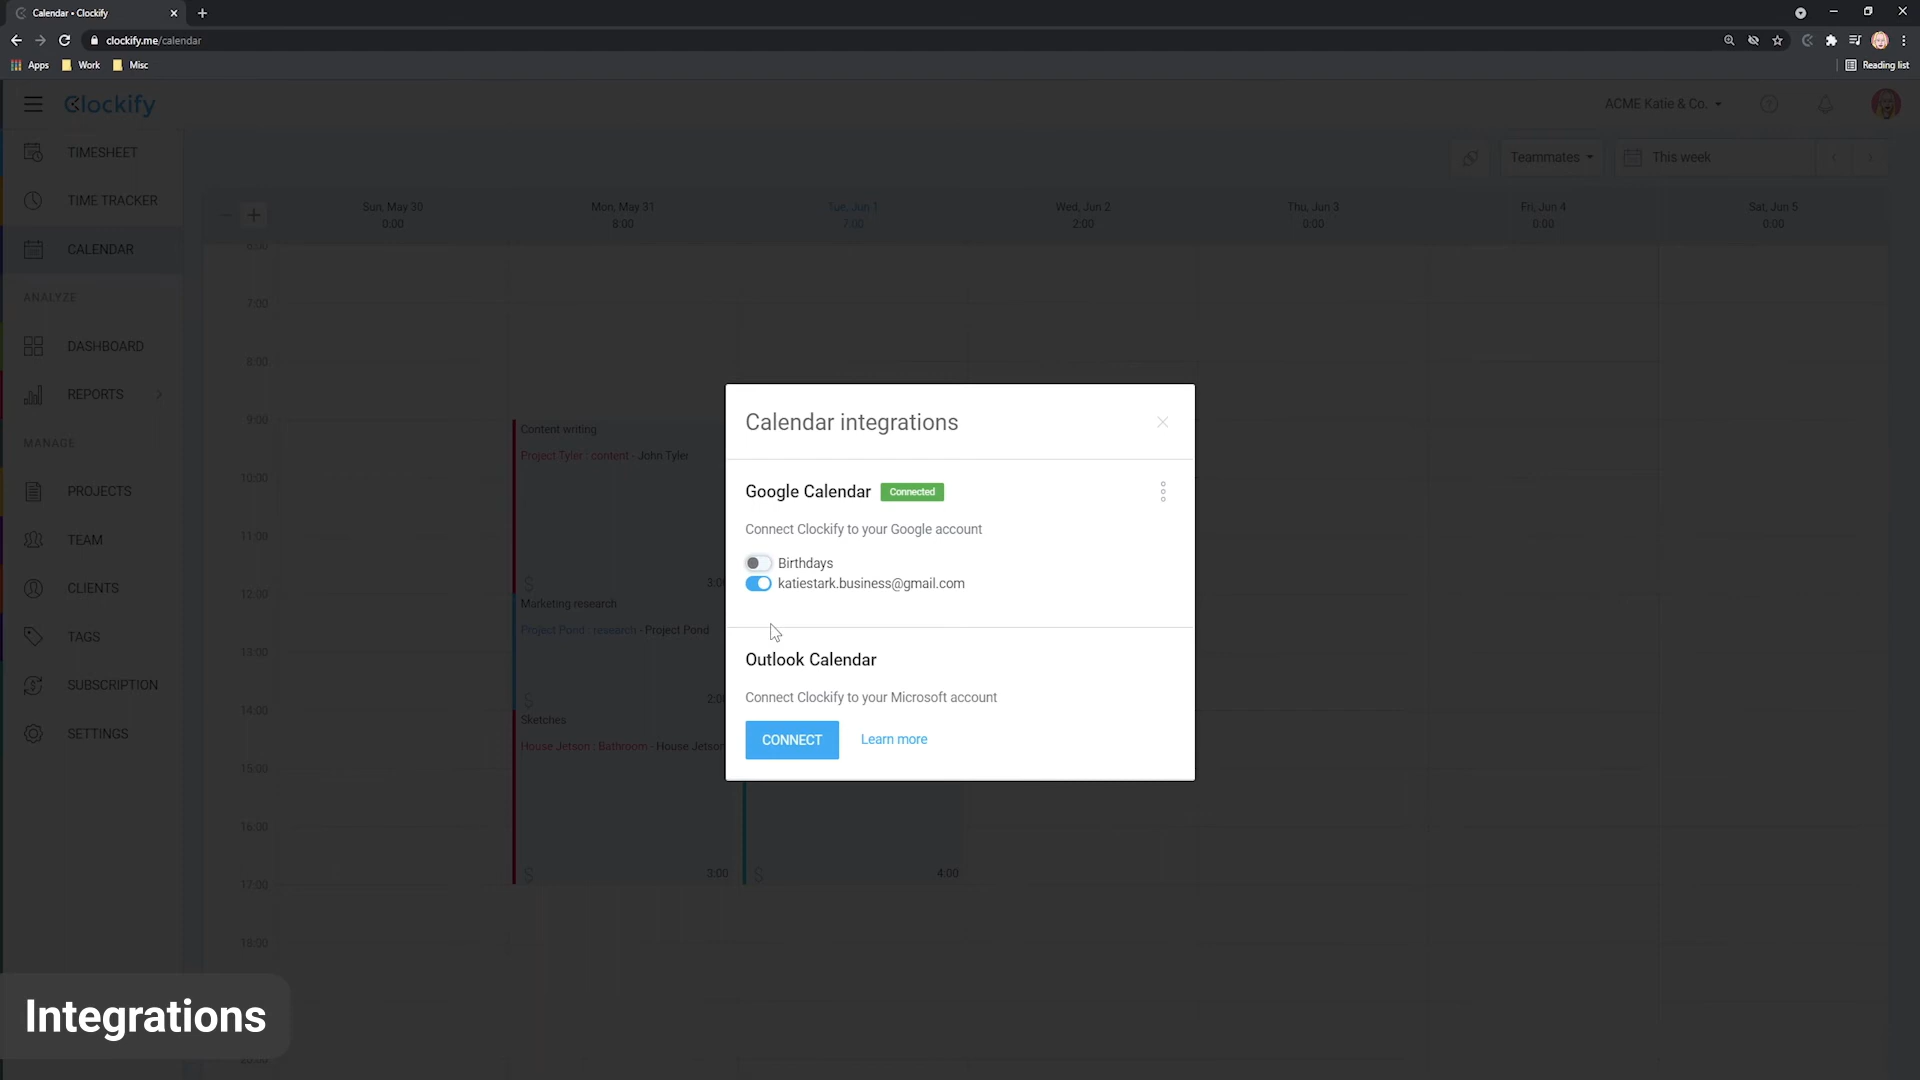 Calendar • Clockify
clockify.me/calendar
Apps
Work
Misc
Reading list
Clockify
ACME Katie & Co.
TIMESHEET
TIME TRACKER
CALENDAR
ANALYZE
DASHBOARD
REPORTS
MANAGE
PROJECTS
TEAM
CLIENTS
TAGS
SUBSCRIPTION
SETTINGS
Teammates
This week
Sun, May 30
0:00
Mon, May 31
8:00
Tue, Jun 1
7:00
Wed, Jun 2
2:00
Thu, Jun 3
0:00
Fri, Jun 4
0:00
Sat, Jun 5
0:00
6:00
7:00
8:00
9:00
10:00
11:00
12:00
13:00
14:00
15:00
16:00
17:00
18:00
20:00
Content writing
Project Tyler : content - John Tyler
3:00
Marketing research
Project Pond : research - Project Pond
Sketches
House Jetson : Bathroom - House Jetson
3:00
4:00
Calendar integrations
Google Calendar
Connected
Connect Clockify to your Google account
Birthdays
katiestark.business@gmail.com
Outlook Calendar
Connect Clockify to your Microsoft account
CONNECT
Learn more
Integrations